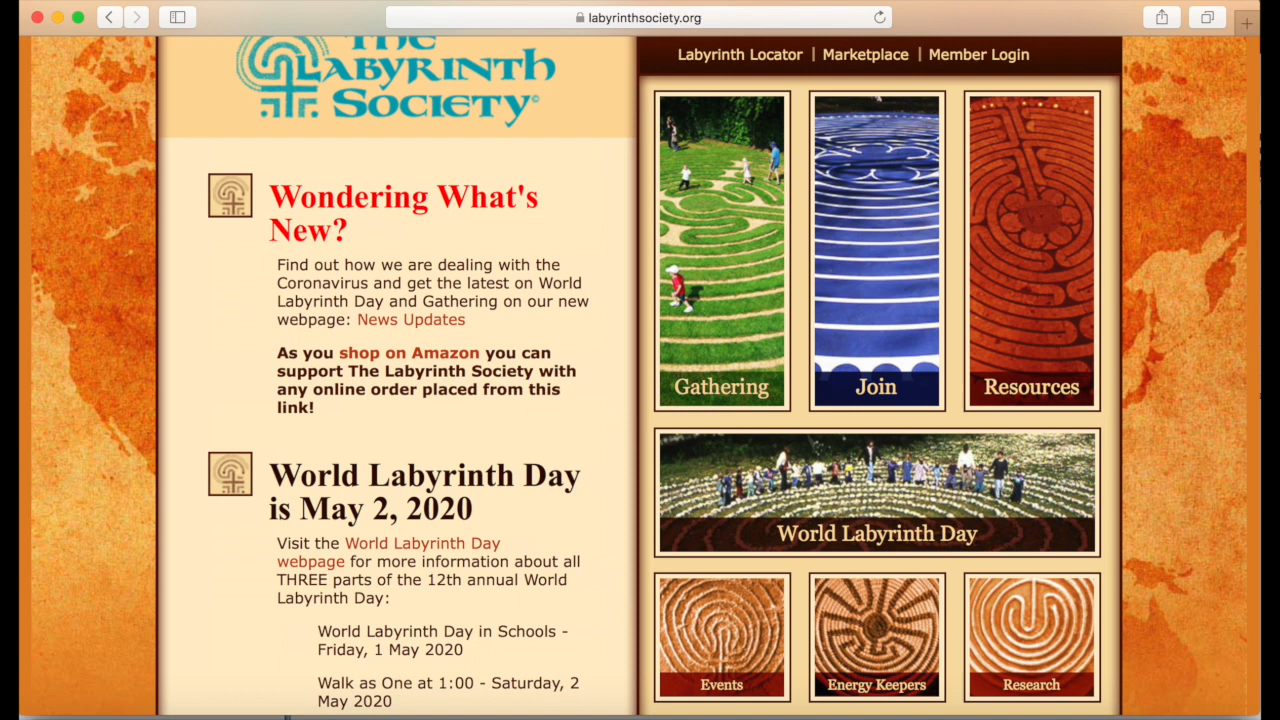 labyrinthsociety.org
The
Labyrinth
Society©
Labyrinth Locator | Marketplace | Member Login
Wondering What's
New?
Find out how we are dealing with the
Coronavirus and get the latest on World
Labyrinth Day and Gathering on our new
webpage: News Updates
As you shop on Amazon you can
support The Labyrinth Society with
any online order placed from this
link!
World Labyrinth Day
is May 2, 2020
Visit the World Labyrinth Day
webpage for more information about all
THREE parts of the 12th annual World
Labyrinth Day:
World Labyrinth Day in Schools -
Friday, 1 May 2020
Walk as One at 1:00 - Saturday, 2
May 2020
Gathering
Join
Resources
World Labyrinth Day
Events
Energy Keepers
Research